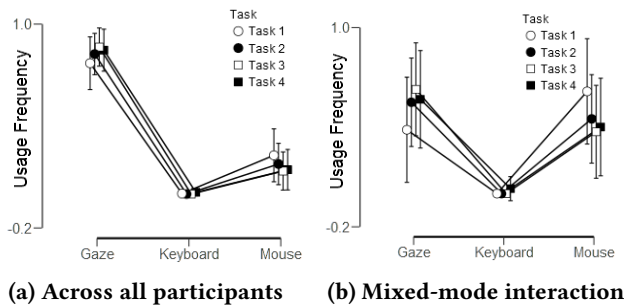 Task
1.0
Task 1
Task 2
Task 3
Task 4
Usage Frequency
-0.2
Gaze Keyboard Mouse
(a) Across all participants
Task
1.0
Task 1
Task 2
Task 3
Task 4
Usage Frequency
-0.2
Gaze Keyboard Mouse
(b) Mixed-mode interaction